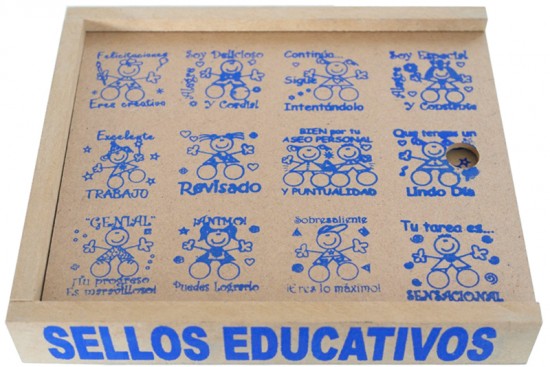 Felicitaciones
Eres creativo
Soy Delicioso
Alegre
Y Cordial
Continúa...
Sigue
Intentándolo
Soy Especial
Alegre
Y Constante
Excelente
TRABAJO
Revisado
BIEN por tu
ASEO PERSONAL
Y PUNTUALIDAD
Que tengas un
Lindo Día
"GENIAL"
¡Tu progreso
Es maravilloso!
¡ANIMO!
Puedes Lograrlo
Sobresaliente
¡Eres lo máximo!
Tu tarea es...
SENSACIONAL
SELLOS EDUCATIVOS